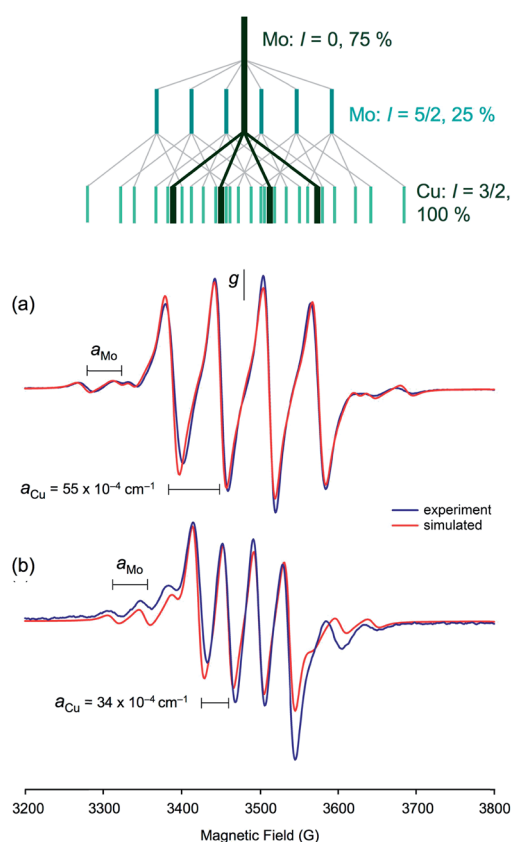 Mo: I = 0, 75 %
Mo: I = 5/2, 25 %
Cu: I = 3/2,
100 %
(a)
g
aMo
aCu = 55 x 10⁻⁴ cm⁻¹
experiment
simulated
(b)
aMo
aCu = 34 x 10⁻⁴ cm⁻¹
3200 3300 3400 3500 3600 3700 3800
Magnetic Field (G)